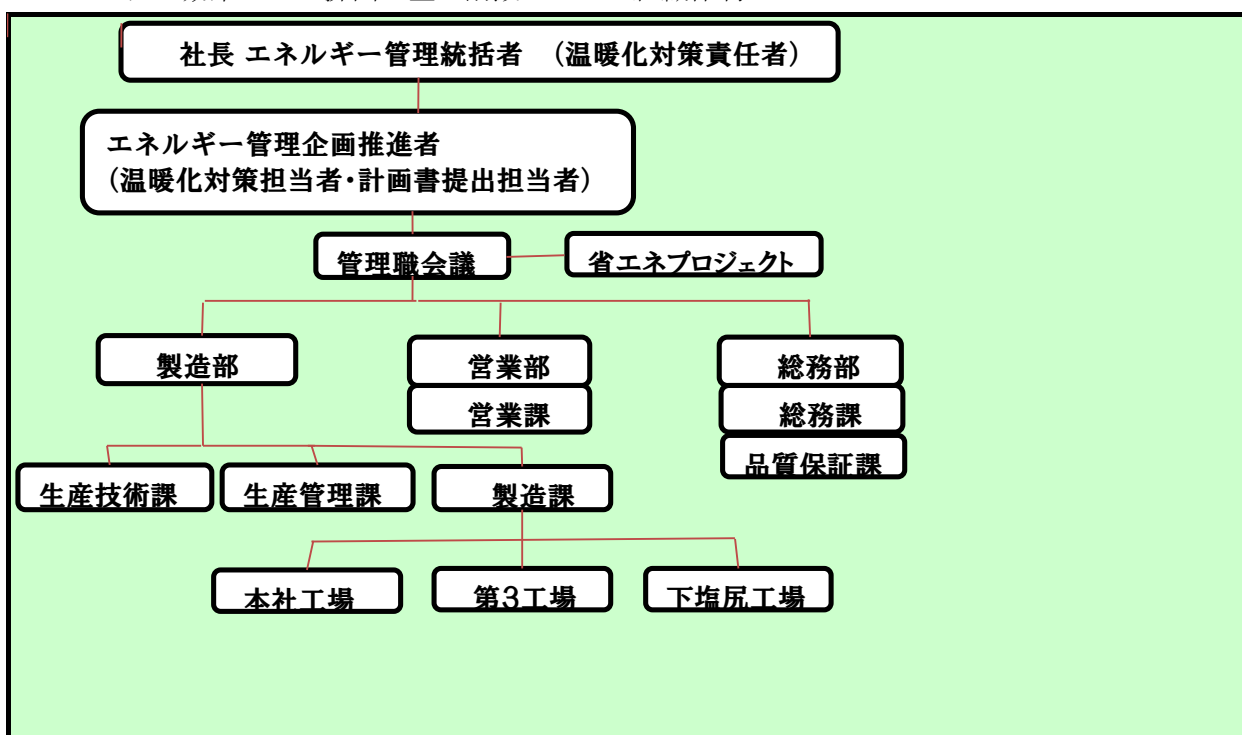 社長 エネルギー管理統括者 （温暖化対策責任者）
エネルギー管理企画推進者
（温暖化対策担当者・計画書提出担当者）
管理職会議
省エネプロジェクト
製造部
営業部
総務部
営業課
総務課
品質保証課
生産技術課
生産管理課
製造課
本社工場
第3工場
下塩尻工場